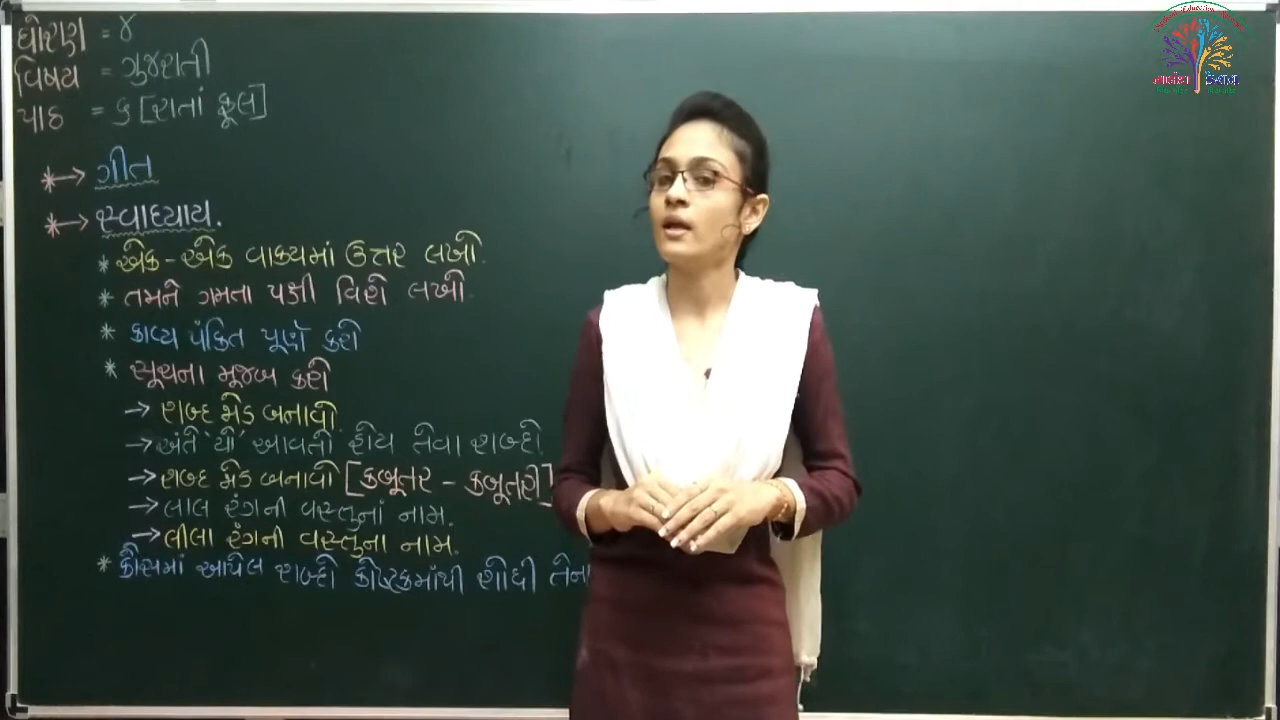 ધોરણ = ૪
વિષય = ગુજરાતી
પાઠ = ૬ [રાતાં ફૂલ]
*→ ગીત
*→ સ્વાધ્યાય.
* એક-એક વાક્યમાં ઉત્તર લખો.
* તમને ગમતા પક્ષી વિશે લખો.
* કાવ્ય પંકિત પૂર્ણ કરો
* સૂચના મૂજબ કરો
→ શબ્દ મેડ બનાવો.
→ અંતે 'યો' આવતો હોય તેવા શબ્દો.
→ શબ્દ મેડ બનાવો [કબૂતર - કબૂતરી]
→ લાલ રંગની વસ્તુનાં નામ.
→ લીલા રંગની વસ્તુના નામ.
* કૌંસમાં આપેલ શબ્દો કોષ્ટકમાંથી શોધી તેના